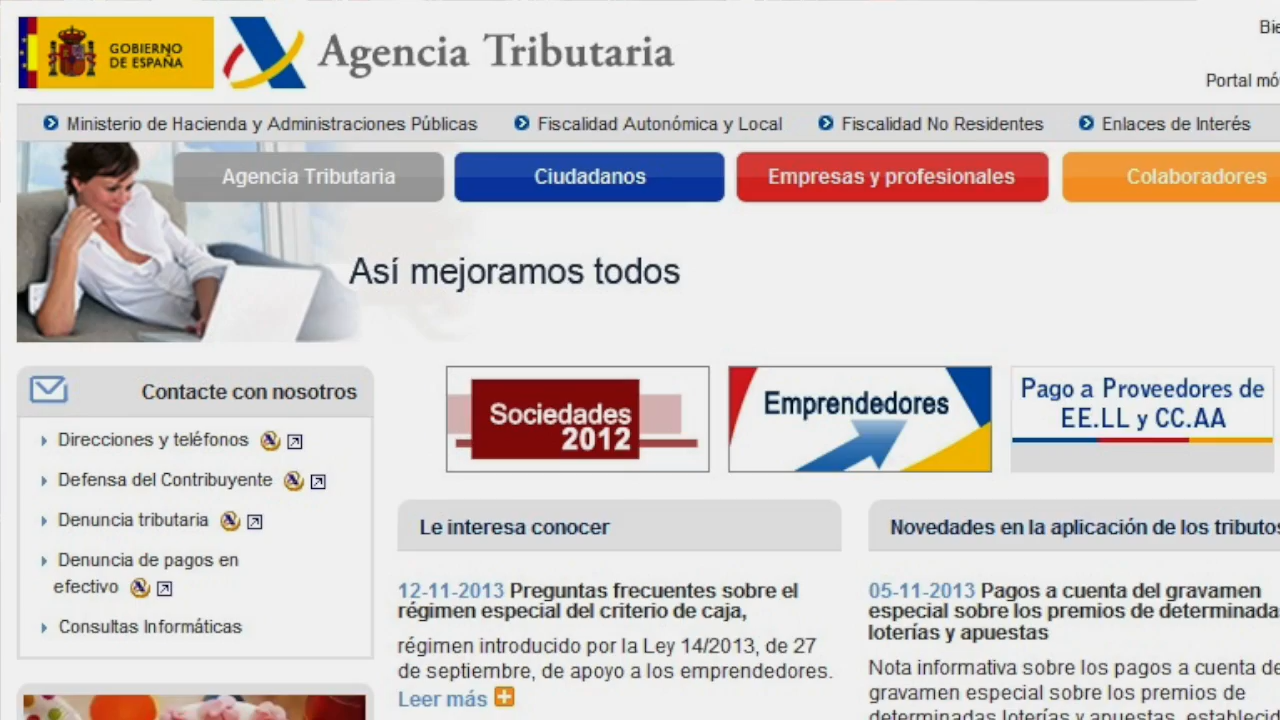 GOBIERNO
DE ESPAÑA
Agencia Tributaria
Portal
Ministerio de Hacienda y Administraciones Públicas
Fiscalidad Autonómica y Local
Fiscalidad No Residentes
Enlaces de Interés
Agencia Tributaria
Ciudadanos
Empresas y profesionales
Colaboradores
Así mejoramos todos
Contacte con nosotros
Direcciones y teléfonos
Defensa del Contribuyente
Denuncia tributaria
Denuncia de pagos en
efectivo
Consultas Informáticas
Sociedades
2012
Emprendedores
Pago a Proveedores de
EE.LL y CC.AA
Le interesa conocer
12-11-2013 Preguntas frecuentes sobre el
régimen especial del criterio de caja,
régimen introducido por la Ley 14/2013, de 27
de septiembre, de apoyo a los emprendedores.
Leer más
Novedades en la aplicación de los tributos
05-11-2013 Pagos a cuenta del gravamen
especial sobre los premios de determinadas
loterías y apuestas
Nota informativa sobre los pagos a cuenta de
gravamen especial sobre los premios de
determinadas loterías y apuestas,